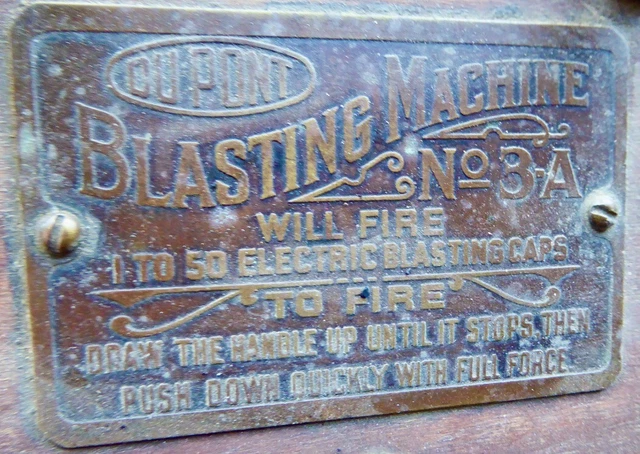 DU PONT
BLASTING MACHINE
No 3-A
WILL FIRE
1 TO 50 ELECTRIC BLASTING CAPS
TO FIRE
DRAW THE HANDLE UP UNTIL IT STOPS, THEN
PUSH DOWN QUICKLY WITH FULL FORCE.